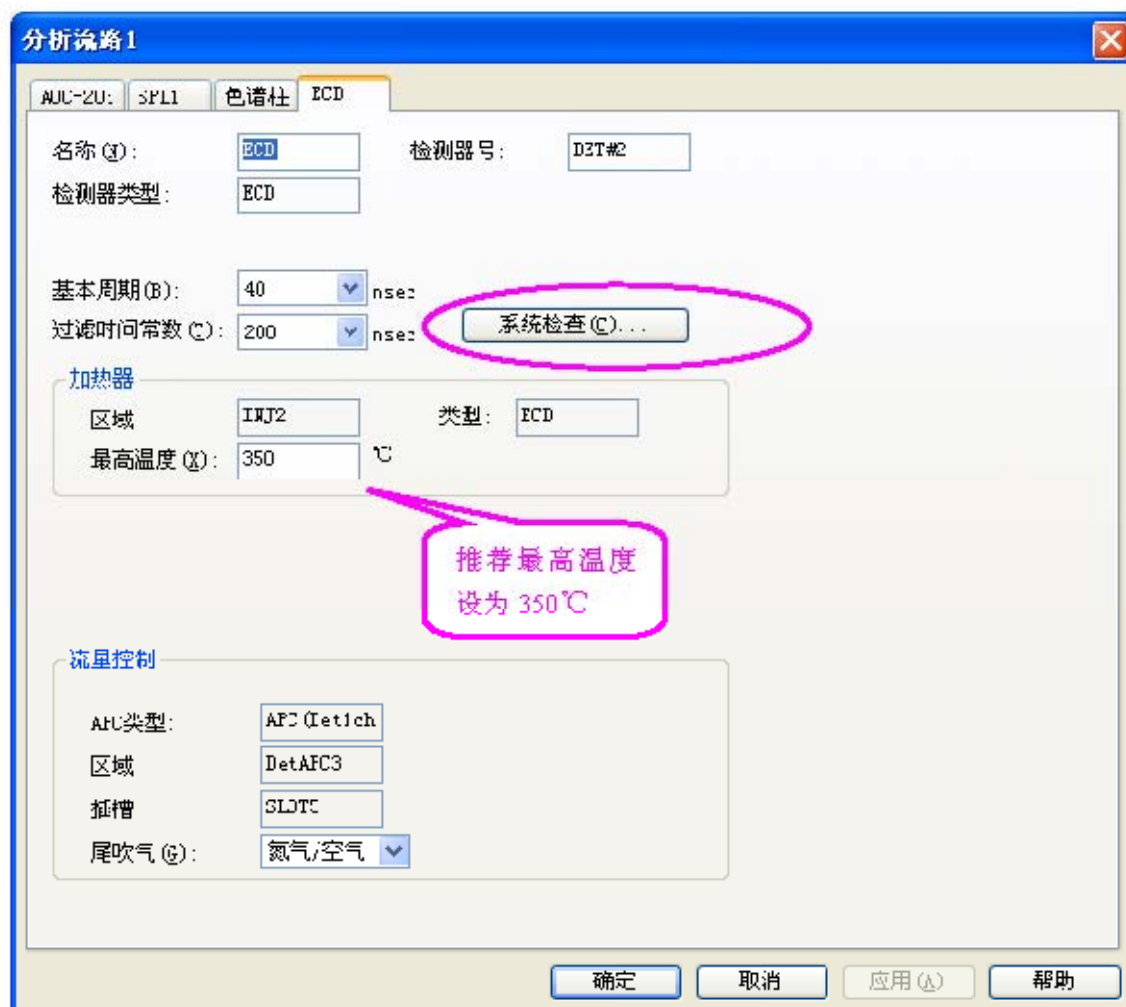 分析流路1
AOC-20i SPL1 色谱柱 ECD
名称(N): ECD 检测器号: DET#2
检测器类型: ECD
基本周期(B): 40 msec
过滤时间常数(C): 200 msec 系统检查(C)...
加热器
区域 INJ2 类型: ECD
最高温度(X): 350 ℃
推荐最高温度
设为 350℃
流量控制
AFC类型: APC(Det1ch
区域 DetAPC3
插槽 SLOT5
尾吹气(G): 氮气/空气
确定 取消 应用(A) 帮助